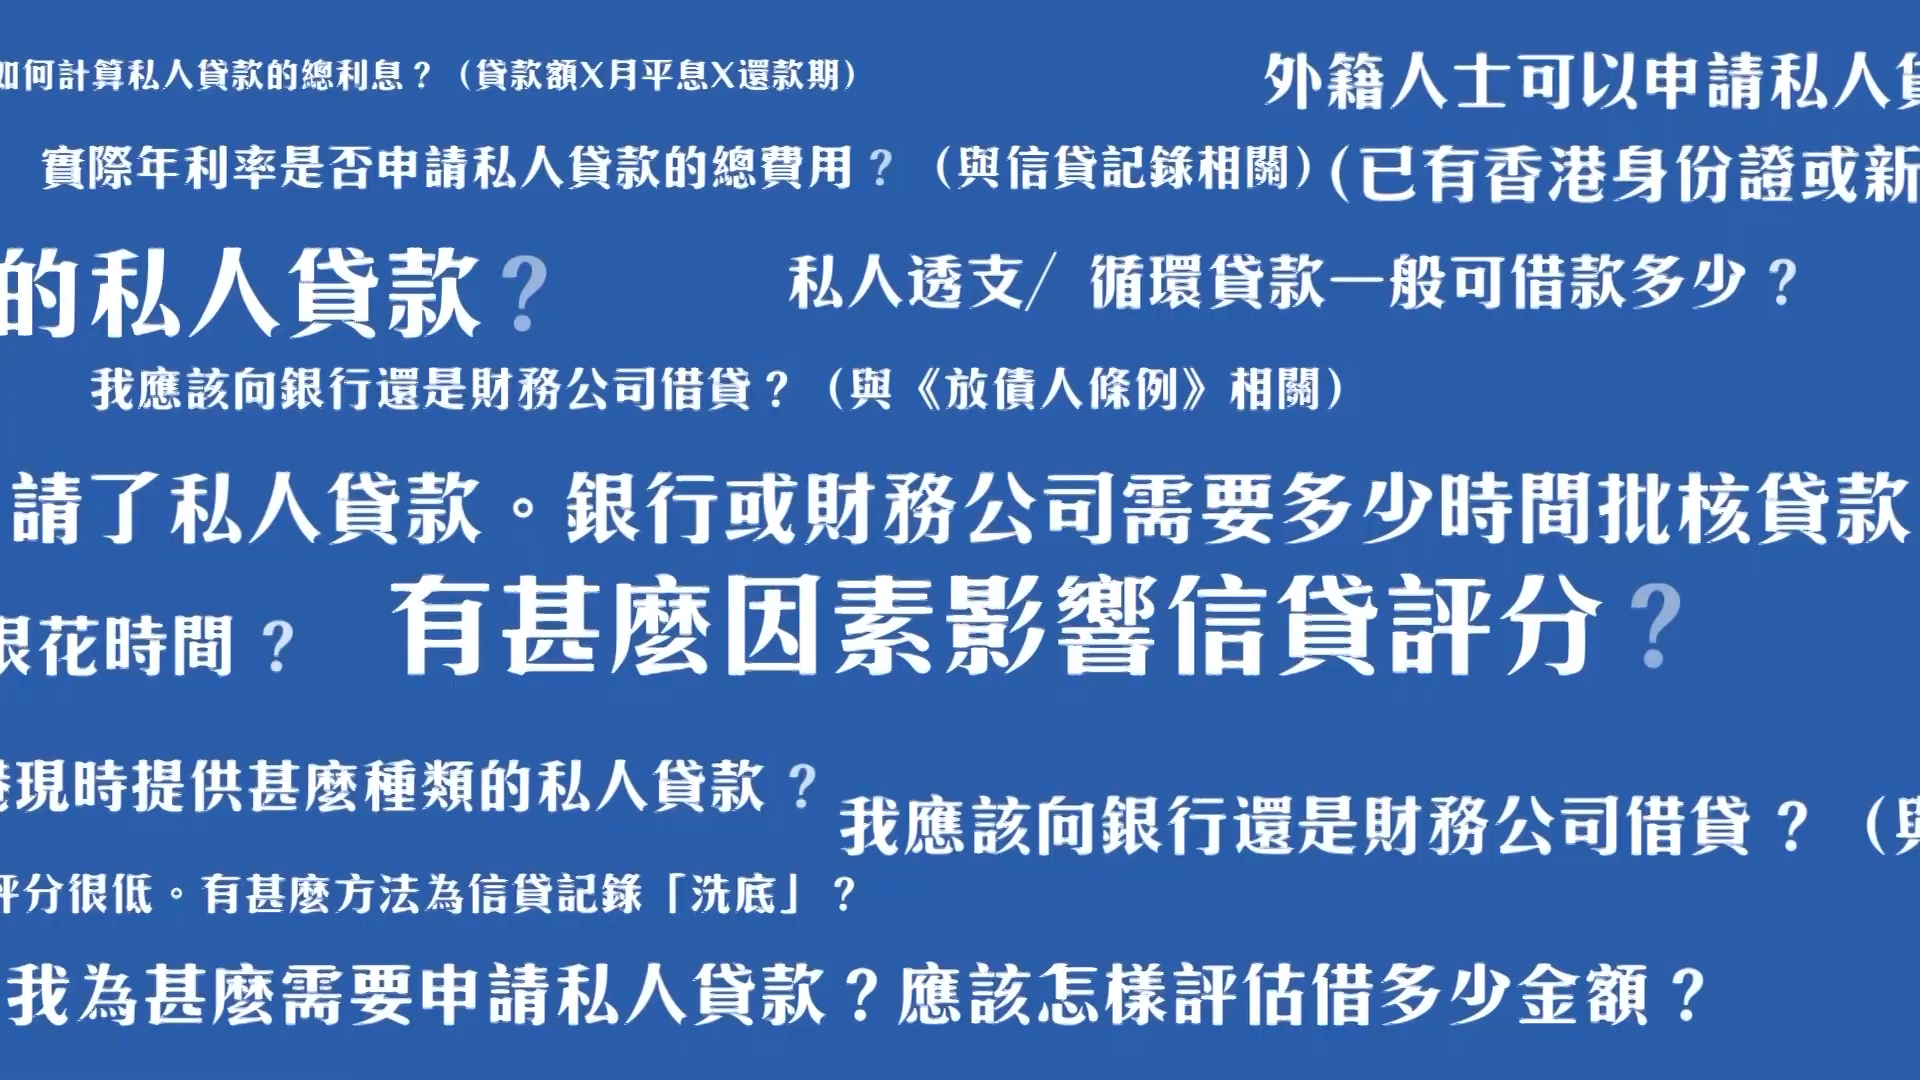 如何計算私人貸款的總利息？（貸款額X月平息X還款期）
外籍人士可以申請私人貸
實際年利率是否申請私人貸款的總費用？（與信貸記錄相關）
（已有香港身份證或新
的私人貸款？
私人透支/ 循環貸款一般可借款多少？
我應該向銀行還是財務公司借貸？（與《放債人條例》相關）
請了私人貸款。銀行或財務公司需要多少時間批核貸款
很花時間？
有甚麼因素影響信貸評分？
港現時提供甚麼種類的私人貸款？
我應該向銀行還是財務公司借貸？（與
評分很低。有甚麼方法為信貸記錄「洗底」？
我為甚麼需要申請私人貸款？應該怎樣評估借多少金額？